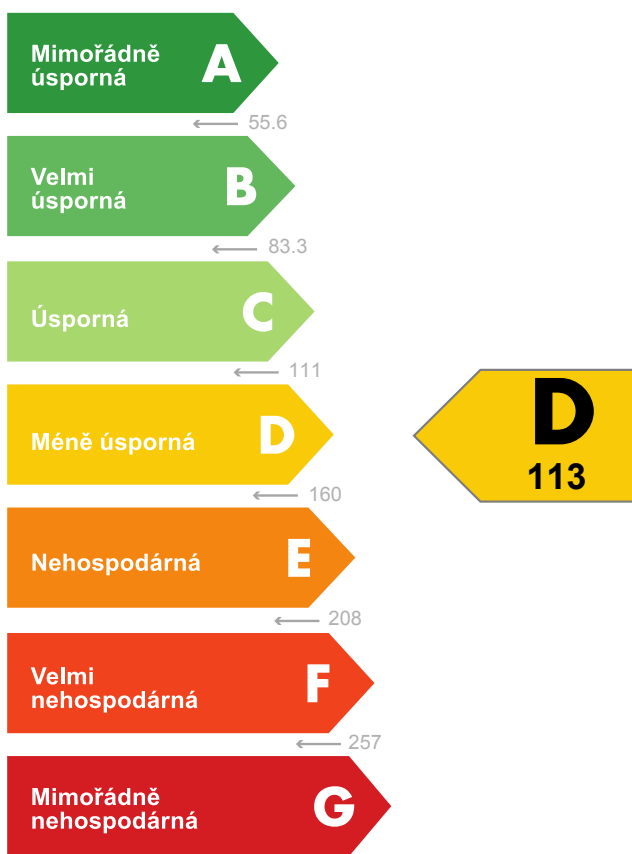 Mimořádně
úsporná
A
55.6
Velmi
úsporná
B
83.3
Úsporná
C
111
Méně úsporná
D
160
D
113
Nehospodárná
E
208
Velmi
nehospodárná
F
257
Mimořádně
nehospodárná
G